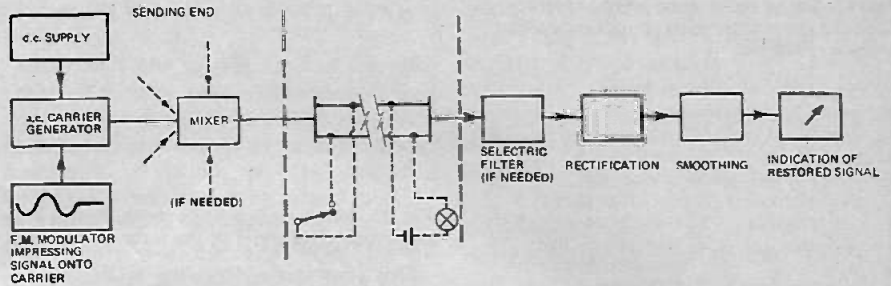 SENDING END
d.c. SUPPLY
a.c. CARRIER
GENERATOR
MIXER
(IF NEEDED)
F.M. MODULATOR
IMPRESSING
SIGNAL ONTO
CARRIER
SELECTRIC
FILTER
(IF NEEDED)
RECTIFICATION
SMOOTHING
INDICATION OF
RESTORED SIGNAL